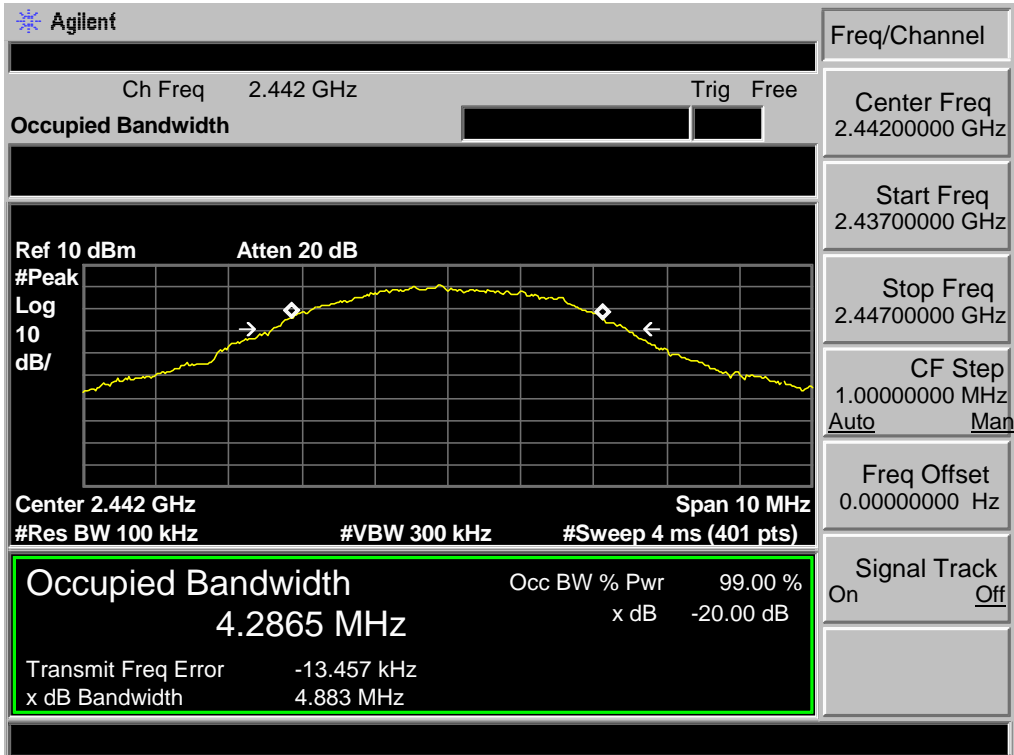 Agilent
Ch Freq 2.442 GHz Trig Free
Occupied Bandwidth
Ref 10 dBm Atten 20 dB
#Peak
Log
10
dB/
Center 2.442 GHz Span 10 MHz
#Res BW 100 kHz #VBW 300 kHz #Sweep 4 ms (401 pts)
Occupied Bandwidth Occ BW % Pwr 99.00 %
4.2865 MHz x dB -20.00 dB
Transmit Freq Error -13.457 kHz
x dB Bandwidth 4.883 MHz
Freq/Channel
Center Freq
2.44200000 GHz
Start Freq
2.43700000 GHz
Stop Freq
2.44700000 GHz
CF Step
1.00000000 MHz
Auto Man
Freq Offset
0.00000000 Hz
Signal Track
On Off